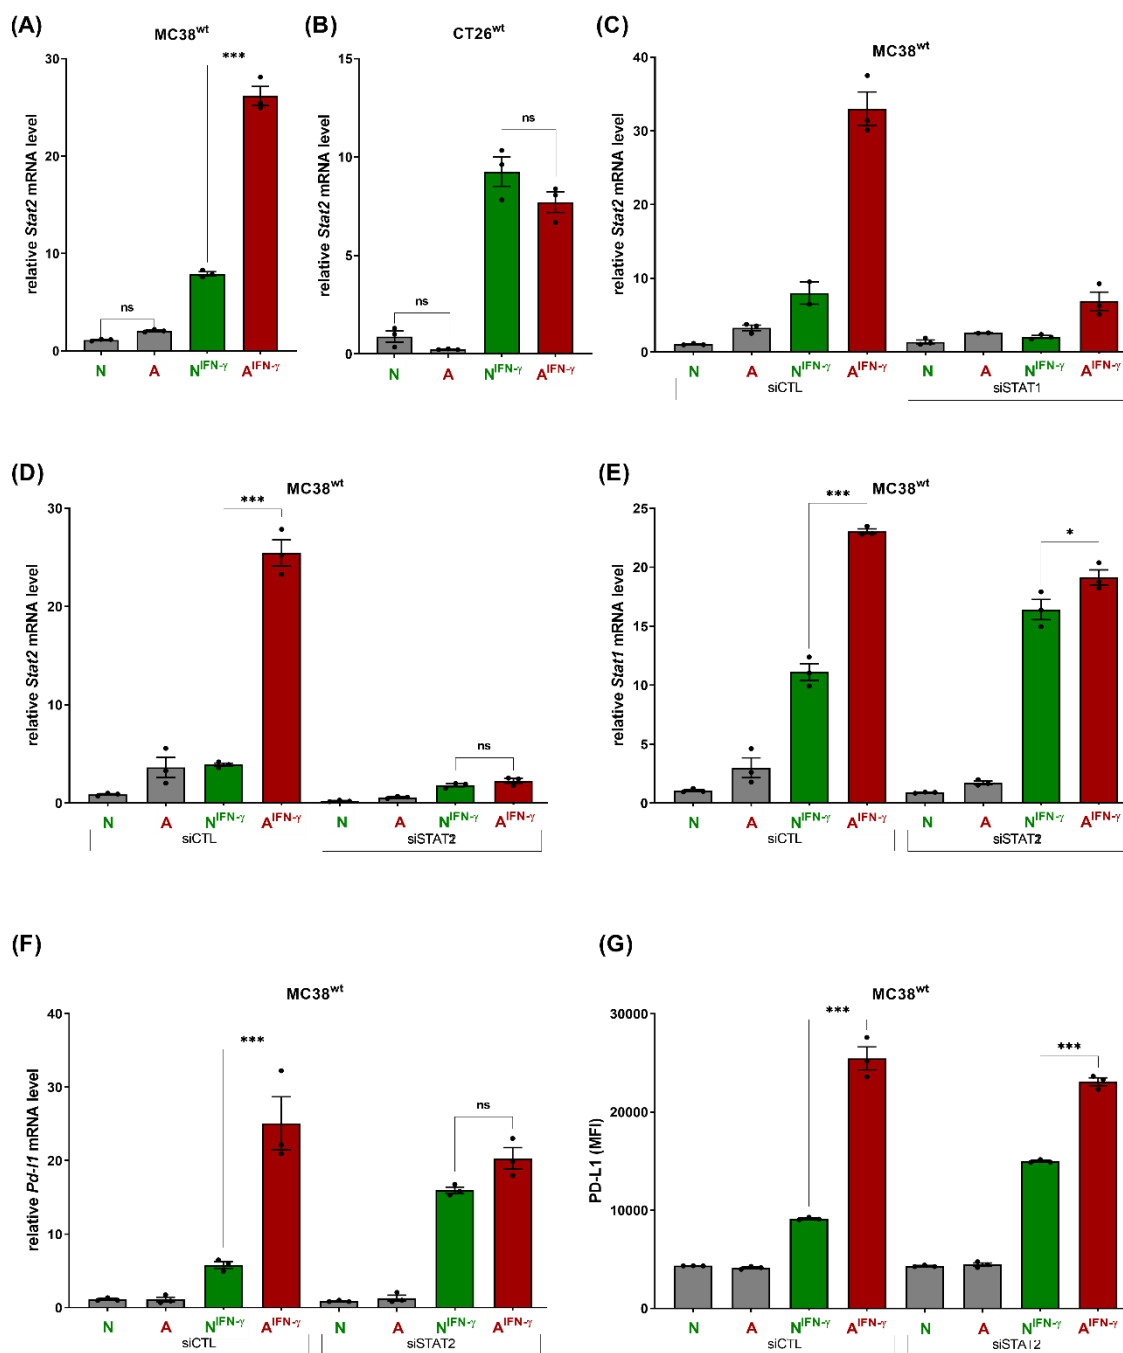 (A)
MC38wt
relative Stat2 mRNA level
30
20
10
0
ns
***
N
A
NIFN-γ
AIFN-γ
(B)
CT26wt
relative Stat2 mRNA level
15
10
5
0
ns
ns
N
A
NIFN-γ
AIFN-γ
(C)
MC38wt
relative Stat2 mRNA level
40
30
20
10
0
N
A
NIFN-γ
AIFN-γ
N
A
NIFN-γ
AIFN-γ
siCTL
siSTAT1
(D)
MC38wt
relative Stat2 mRNA level
30
20
10
0
***
ns
N
A
NIFN-γ
AIFN-γ
N
A
NIFN-γ
AIFN-γ
siCTL
siSTAT2
(E)
MC38wt
relative Stat1 mRNA level
25
20
15
10
5
0
***
*
N
A
NIFN-γ
AIFN-γ
N
A
NIFN-γ
AIFN-γ
siCTL
siSTAT2
(F)
MC38wt
relative Pd-l1 mRNA level
40
30
20
10
0
***
ns
N
A
NIFN-γ
AIFN-γ
N
A
NIFN-γ
AIFN-γ
siCTL
siSTAT2
(G)
MC38wt
PD-L1 (MFI)
30000
20000
10000
0
***
***
N
A
NIFN-γ
AIFN-γ
N
A
NIFN-γ
AIFN-γ
siCTL
siSTAT2